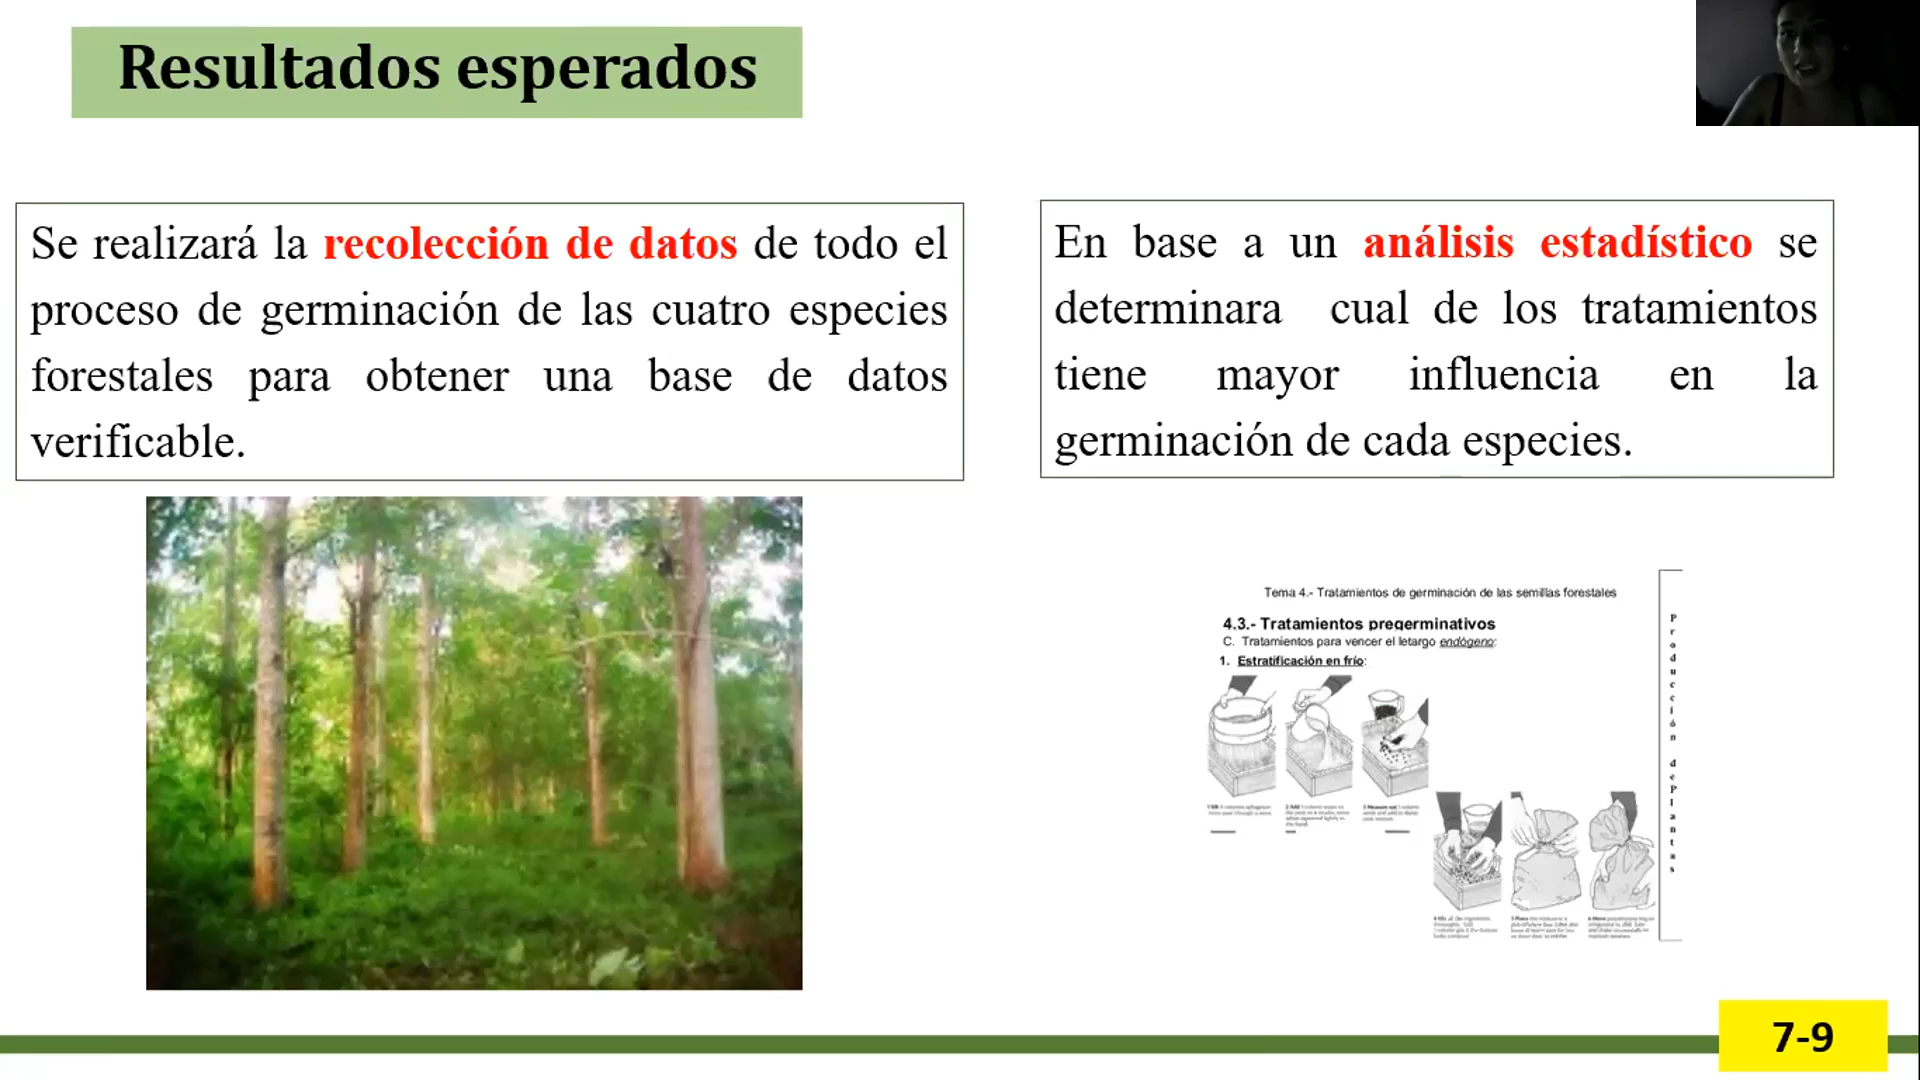 Resultados esperados
Se realizará la recolección de datos de todo el
proceso de germinación de las cuatro especies
forestales para obtener una base de datos
verificable.
En base a un análisis estadístico se
determinara cual de los tratamientos
tiene mayor influencia en la
germinación de cada especies.
Tema 4.- Tratamientos de germinación de las semillas forestales
4.3.- Tratamientos pregerminativos
C. Tratamientos para vencer el letargo endógeno:
1. Estratificación en frío:
Producción de Plantas
7-9